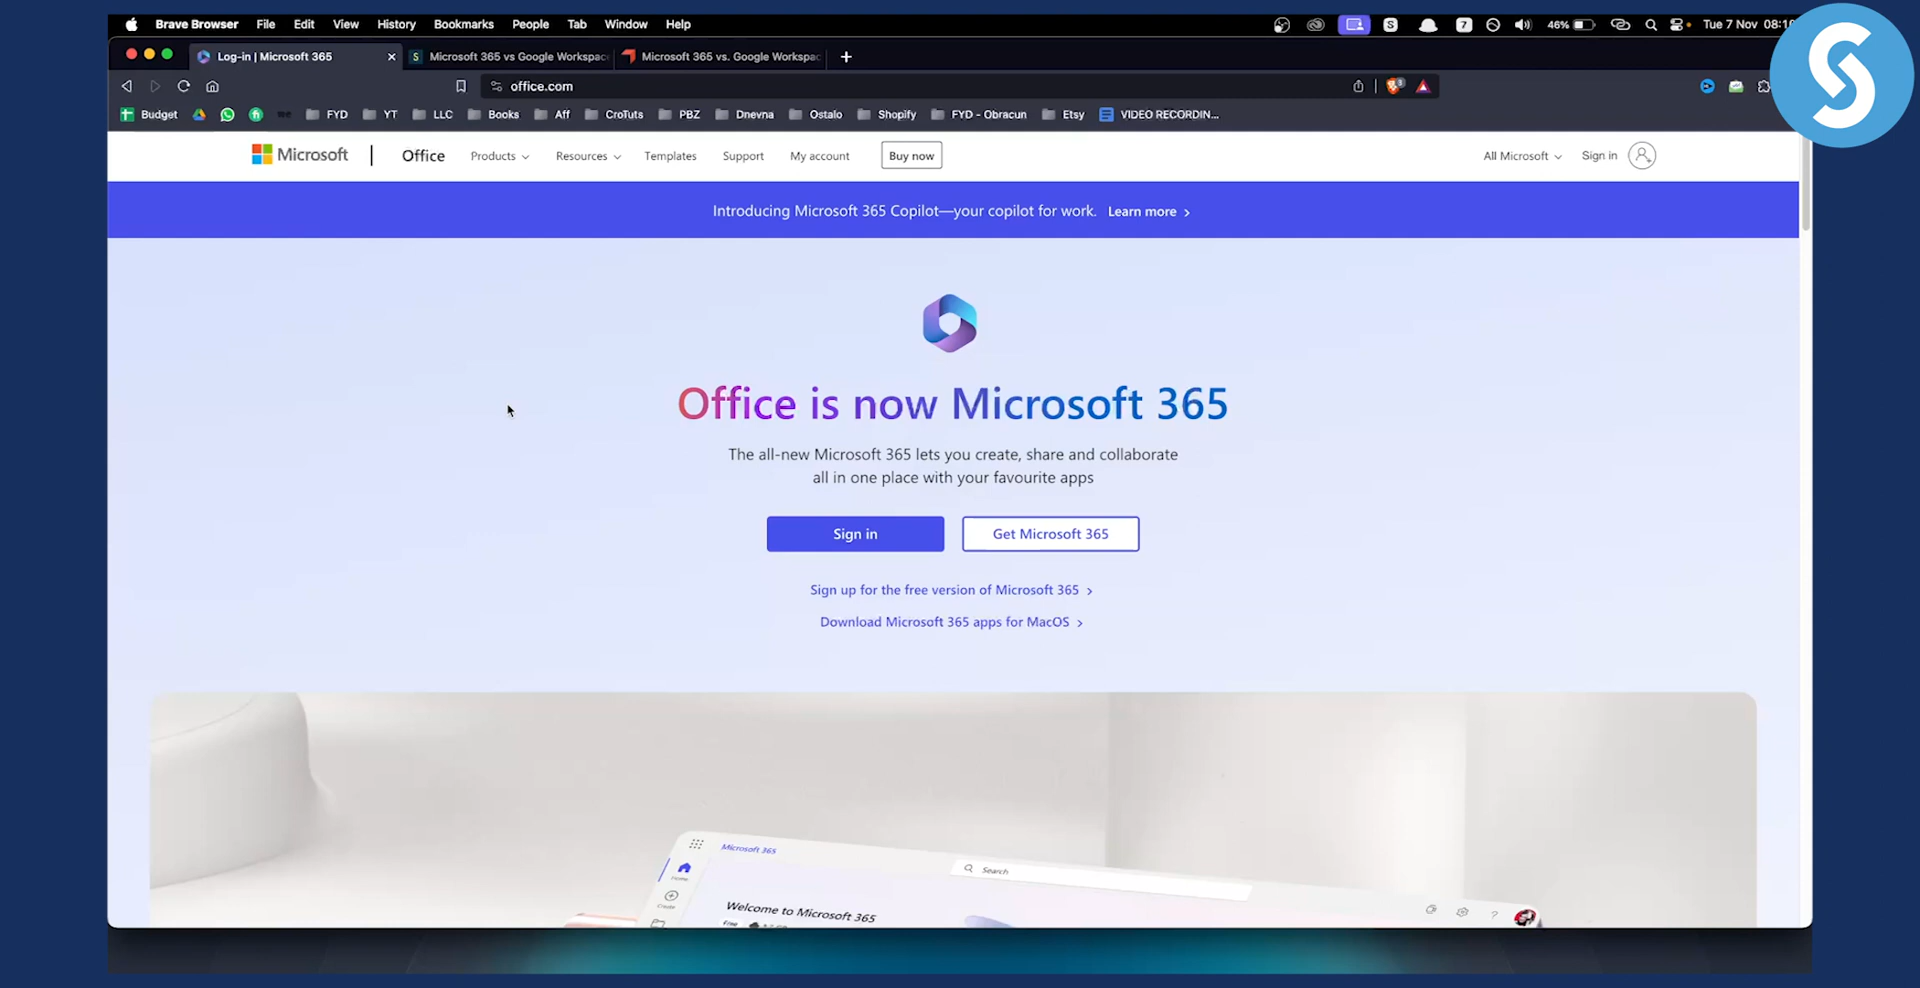 Brave Browser File Edit View History Bookmarks People Tab Window Help 7 46% Tue 7 Nov
Log-in | Microsoft 365 Microsoft 365 vs Google Workspac Microsoft 365 vs. Google Workspac
office.com
Budget FYD YT LLC Books Aff CroTuts PBZ Dnevna Ostalo Shopify FYD - Obracun Etsy VIDEO RECORDIN...
Microsoft Office Products Resources Templates Support My account Buy now All Microsoft Sign in
Introducing Microsoft 365 Copilot—your copilot for work. Learn more
Office is now Microsoft 365
The all-new Microsoft 365 lets you create, share and collaborate
all in one place with your favourite apps
Sign in Get Microsoft 365
Sign up for the free version of Microsoft 365
Download Microsoft 365 apps for MacOS
Microsoft 365
Search
Home
Create
Welcome to Microsoft 365
Free